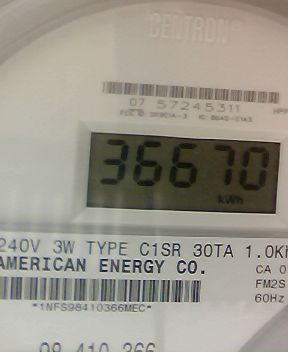 CENTRON
07 57245311
36670
kWh
240V 3W TYPE C1SR 30TA 1.0Kh
AMERICAN ENERGY CO.
CA 0
FM2S
60Hz
*1NFS98410366MEC*
98 410 366